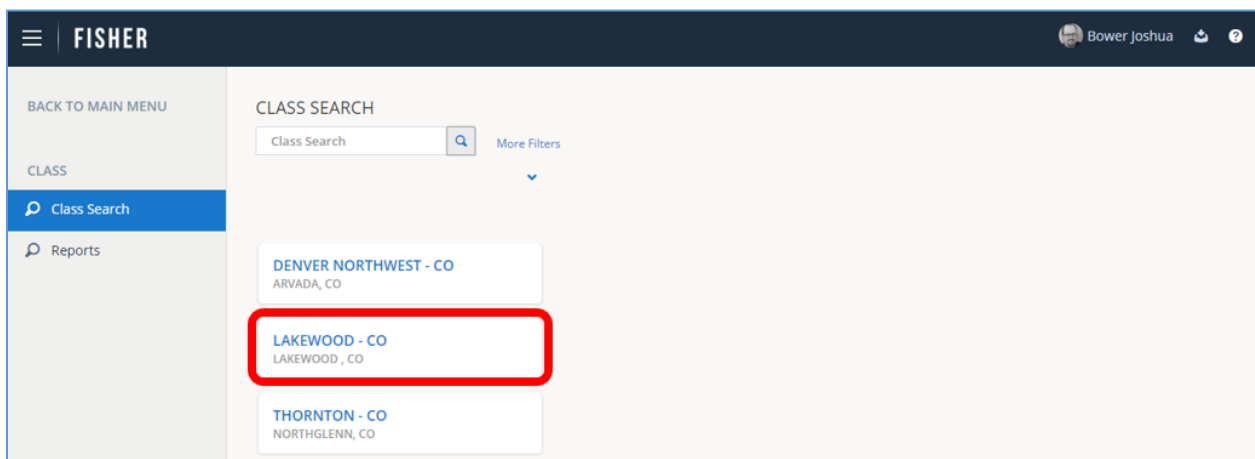 FISHER
Bower Joshua
BACK TO MAIN MENU
CLASS
Class Search
Reports
CLASS SEARCH
Class Search
More Filters
DENVER NORTHWEST - CO
ARVADA, CO
LAKEWOOD - CO
LAKEWOOD , CO
THORNTON - CO
NORTHGLENN, CO